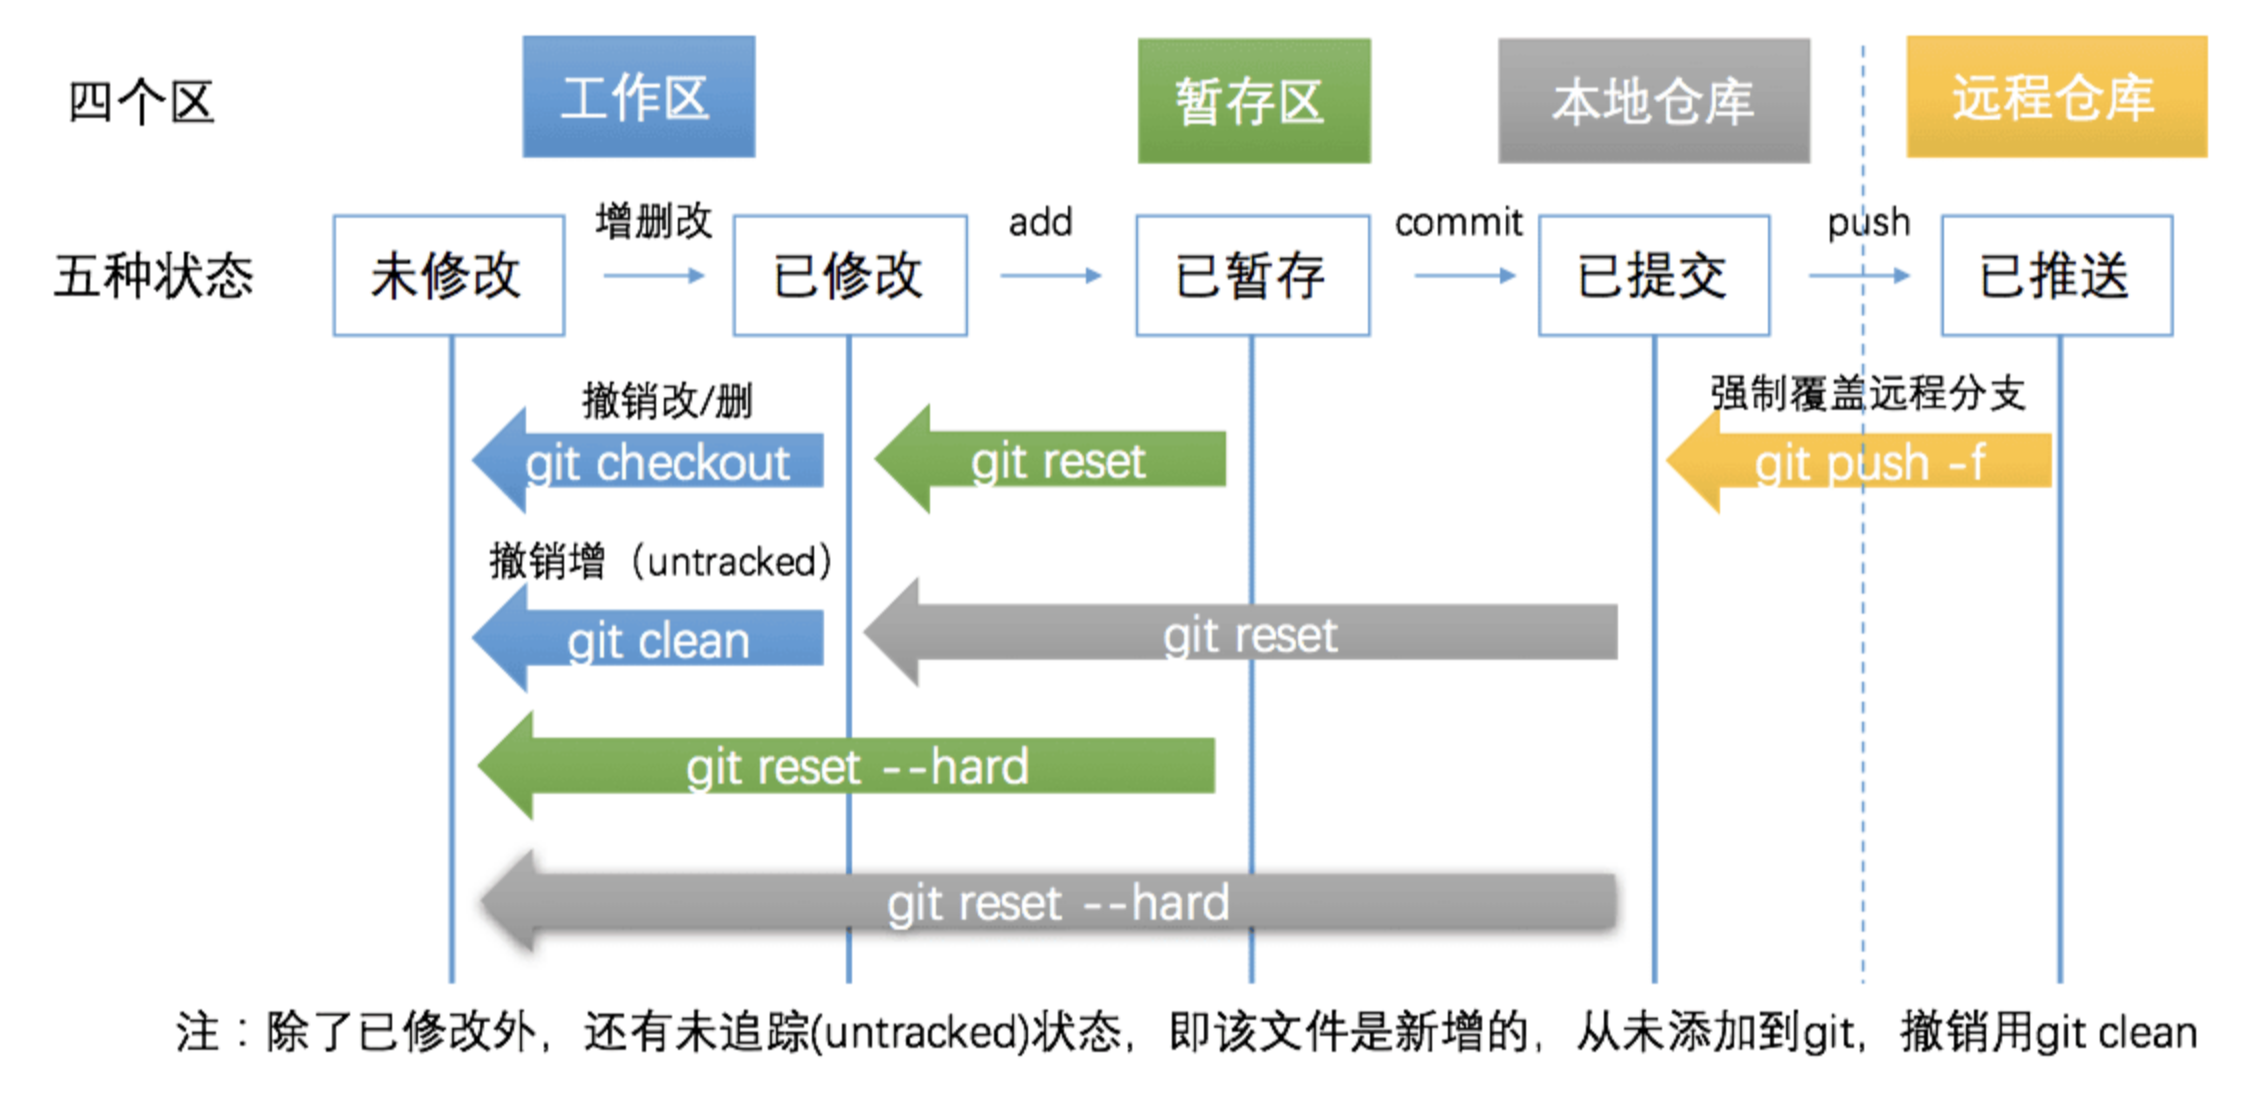 四个区
工作区
暂存区
本地仓库
远程仓库
五种状态
未修改
增删改
已修改
add
已暂存
commit
已提交
push
已推送
撤销改/删
git checkout
git reset
强制覆盖远程分支
git push -f
撤销增（untracked）
git clean
git reset
git reset --hard
git reset --hard
注：除了已修改外，还有未追踪(untracked)状态，即该文件是新增的，从未添加到git，撤销用git clean